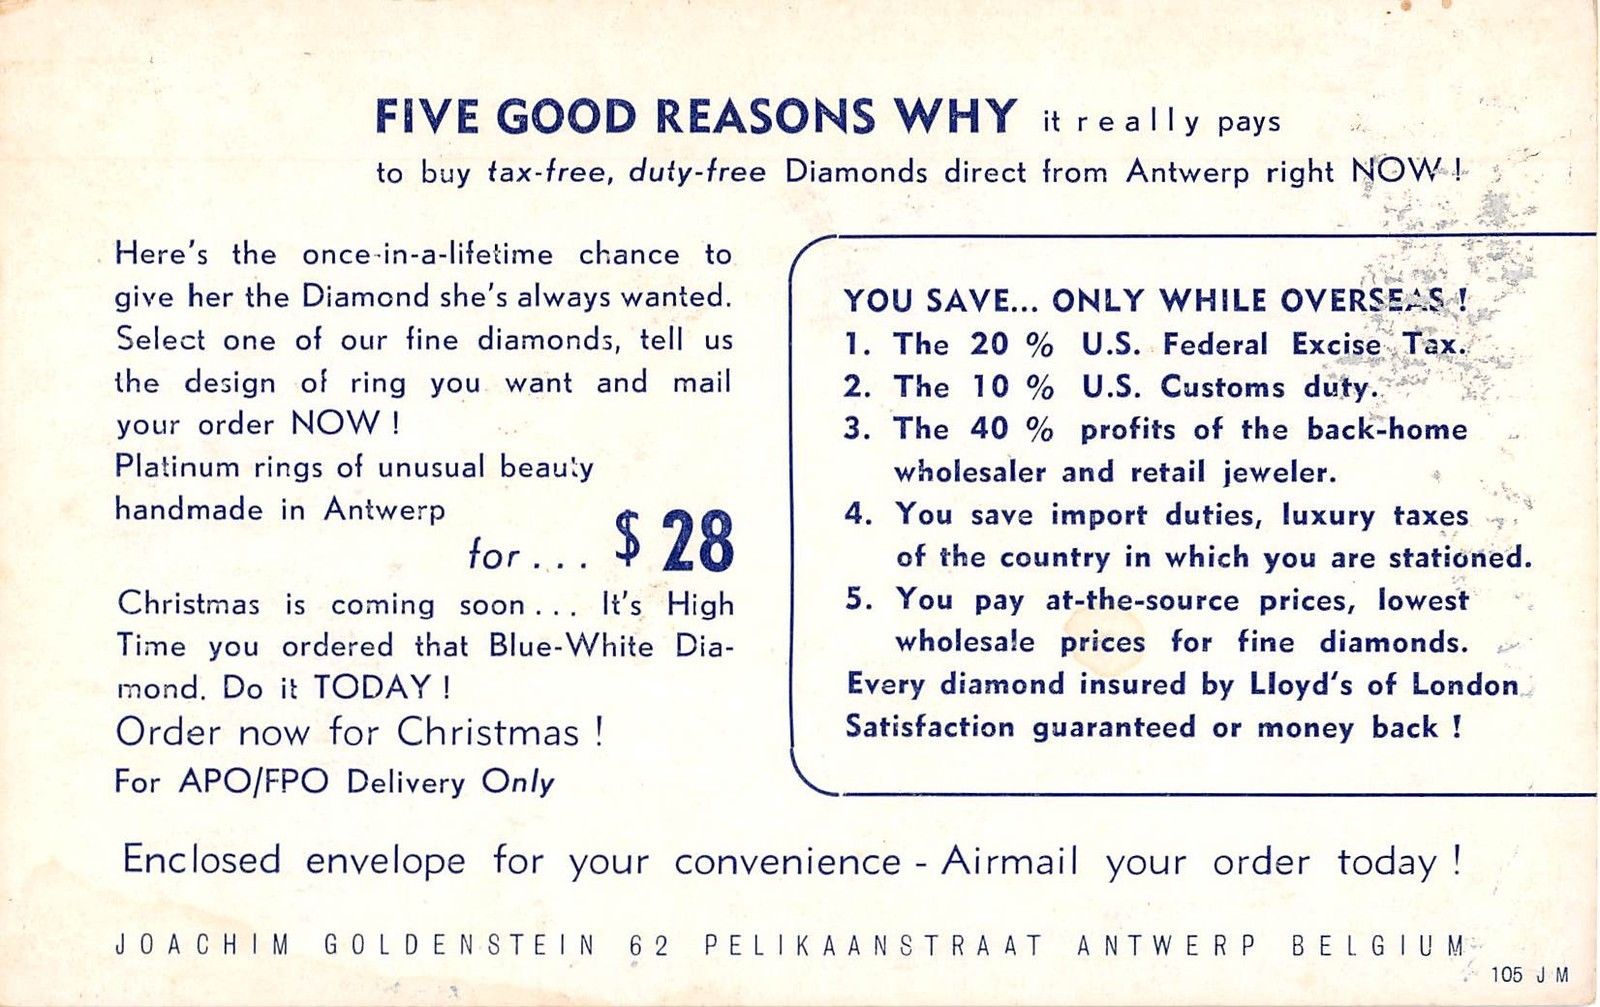 FIVE GOOD REASONS WHY it really pays
to buy tax-free, duty-free Diamonds direct from Antwerp right NOW !
Here's the once-in-a-lifetime chance to
give her the Diamond she's always wanted.
Select one of our fine diamonds, tell us
the design of ring you want and mail
your order NOW !
Platinum rings of unusual beauty
handmade in Antwerp
for . . . $ 28
Christmas is coming soon . . . It's High
Time you ordered that Blue-White Dia-
mond. Do it TODAY !
Order now for Christmas !
For APO/FPO Delivery Only
YOU SAVE... ONLY WHILE OVERSEAS !
1. The 20 % U.S. Federal Excise Tax.
2. The 10 % U.S. Customs duty.
3. The 40 % profits of the back-home
wholesaler and retail jeweler.
4. You save import duties, luxury taxes
of the country in which you are stationed.
5. You pay at-the-source prices, lowest
wholesale prices for fine diamonds.
Every diamond insured by Lloyd's of London
Satisfaction guaranteed or money back !
Enclosed envelope for your convenience - Airmail your order today !
JOACHIM GOLDENSTEIN 62 PELIKAANSTRAAT ANTWERP BELGIUM
105 J M